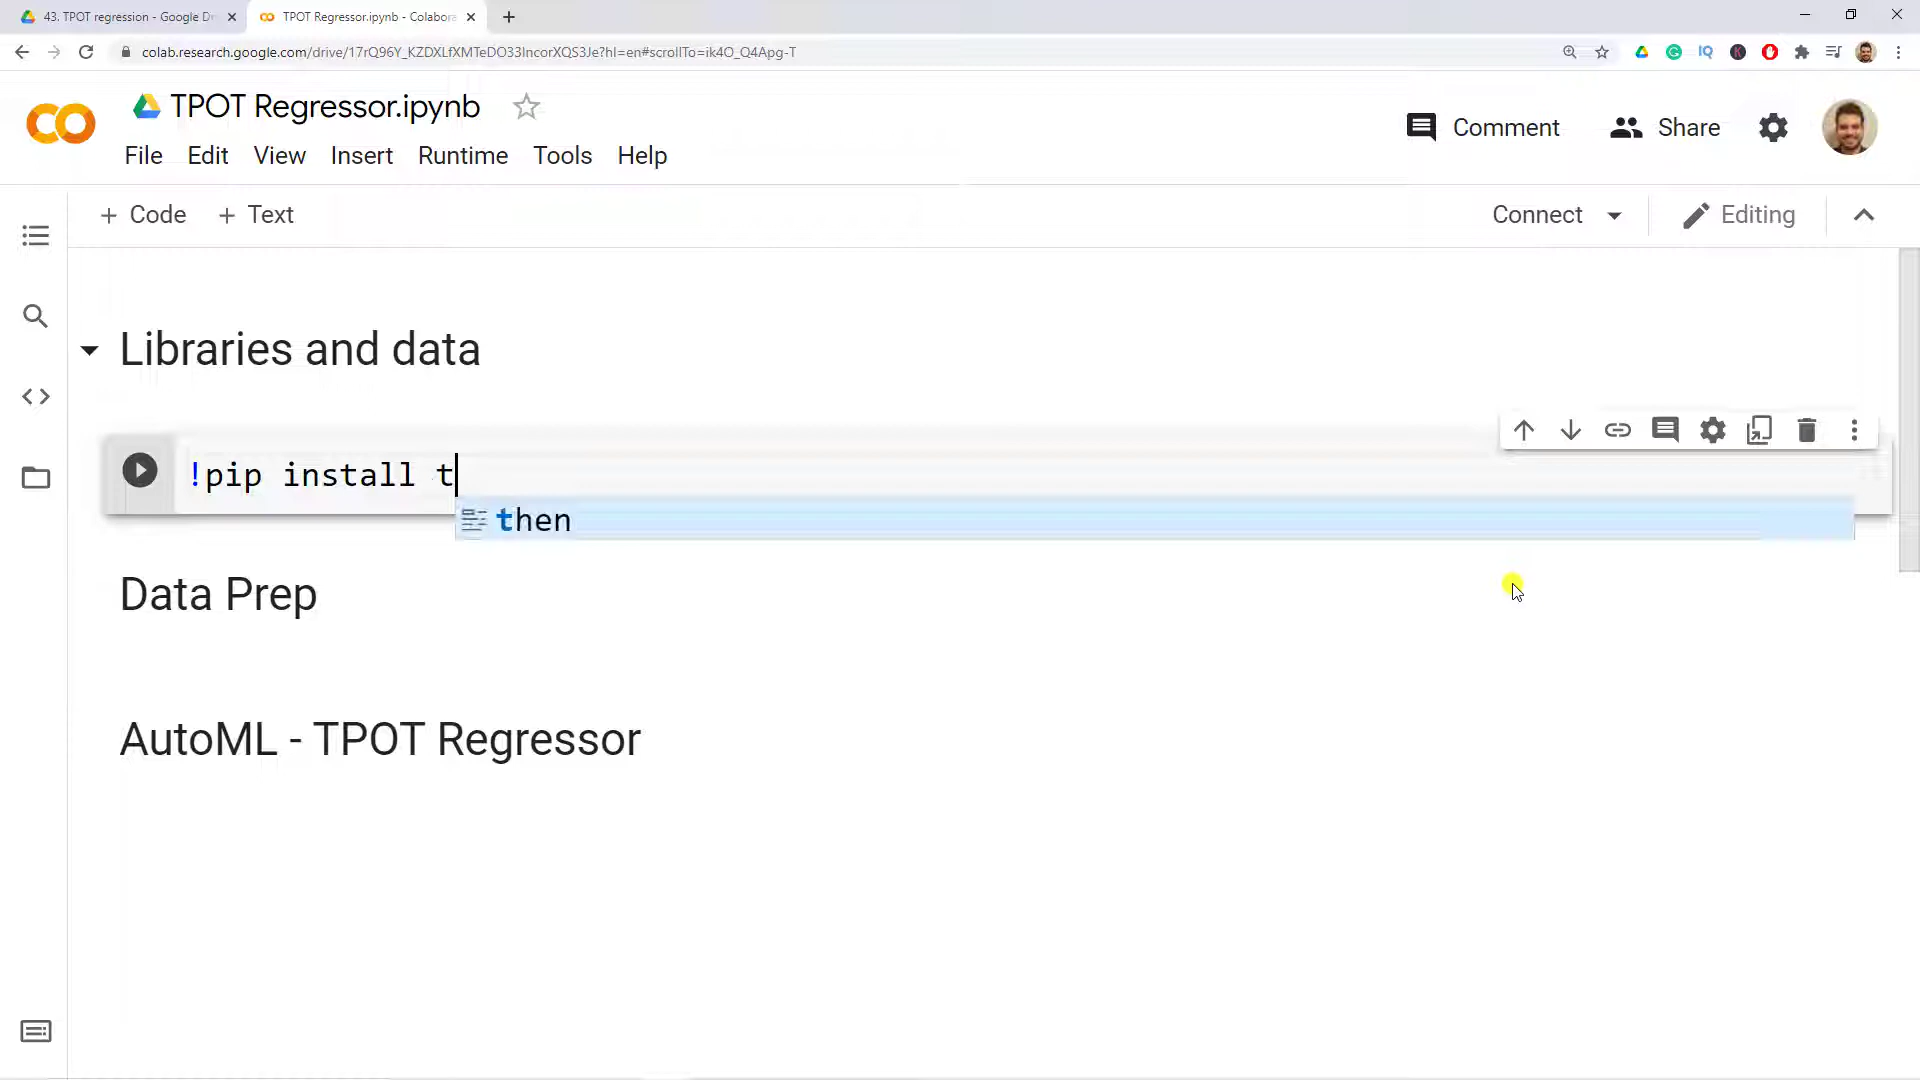 43. TPOT regression - Google D
TPOT Regressor.ipynb - Colabora
colab.research.google.com/drive/17rQ96Y_KZDXLfXMTeDO33IncorXQS3Je?hl=en#scrollTo=ik4O_Q4Apg-T
TPOT Regressor.ipynb
Comment
Share
File Edit View Insert Runtime Tools Help
+ Code + Text
Connect
Editing
Libraries and data
!pip install t
then
Data Prep
AutoML - TPOT Regressor